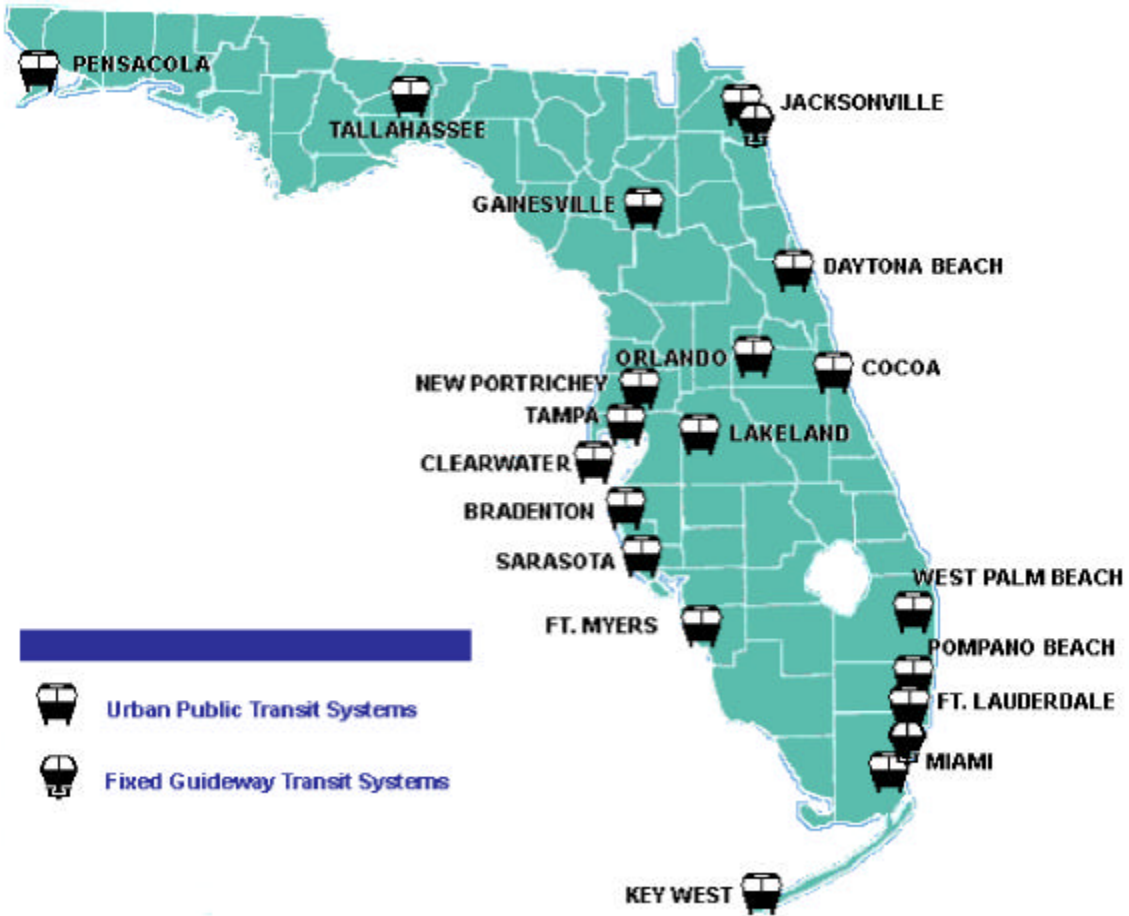 PENSACOLA
TALLAHASSEE
JACKSONVILLE
GAINESVILLE
DAYTONA BEACH
ORLANDO
COCOA
NEW PORTRICHEY
TAMPA
LAKELAND
CLEARWATER
BRADENTON
SARASOTA
WEST PALM BEACH
FT. MYERS
POMPANO BEACH
FT. LAUDERDALE
MIAMI
KEY WEST
Urban Public Transit Systems
Fixed Guideway Transit Systems